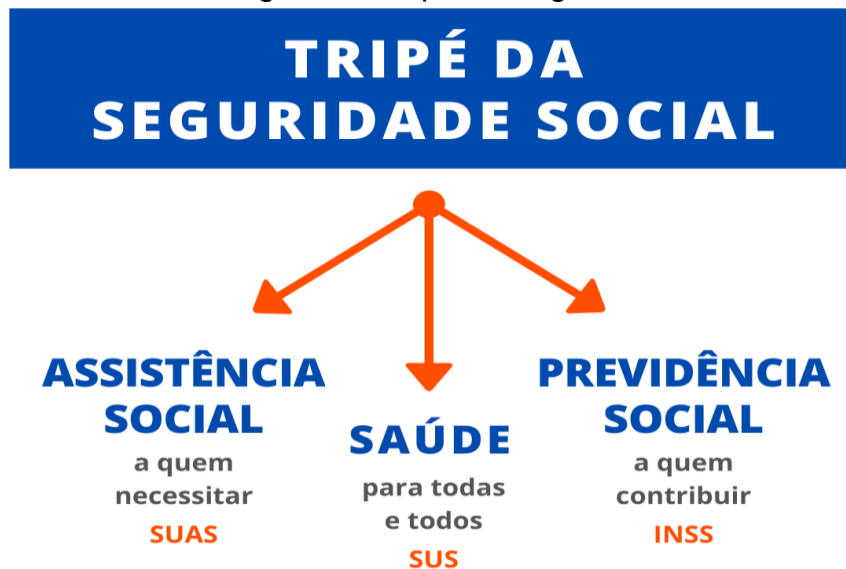 TRIPÉ DA
SEGURIDADE SOCIAL
ASSISTÊNCIA
SOCIAL
a quem
necessitar
SUAS
SAÚDE
para todas
e todos
SUS
PREVIDÊNCIA
SOCIAL
a quem
contribuir
INSS